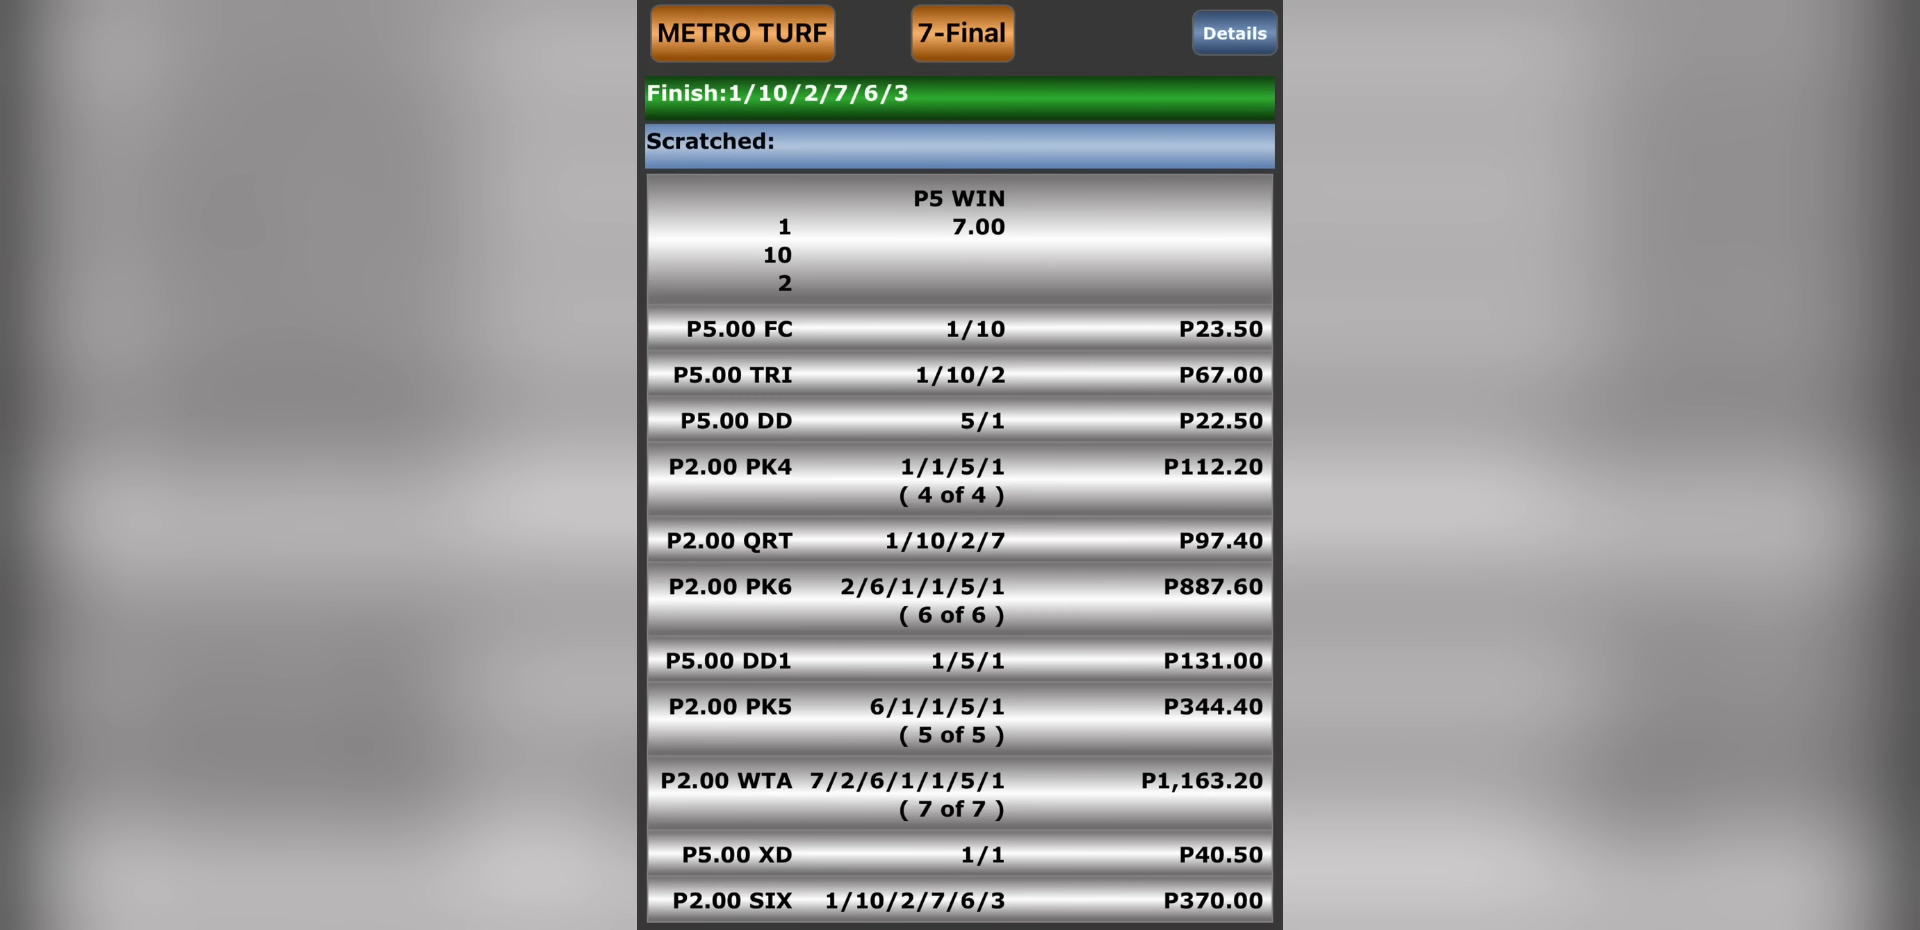 METRO TURF 7-Final Details
Finish:1/10/2/7/6/3
Scratched:
P5 WIN
1 7.00
10
2
P5.00 FC 1/10 P23.50
P5.00 TRI 1/10/2 P67.00
P5.00 DD 5/1 P22.50
P2.00 PK4 1/1/5/1 P112.20
( 4 of 4 )
P2.00 QRT 1/10/2/7 P97.40
P2.00 PK6 2/6/1/1/5/1 P887.60
( 6 of 6 )
P5.00 DD1 1/5/1 P131.00
P2.00 PK5 6/1/1/5/1 P344.40
( 5 of 5 )
P2.00 WTA 7/2/6/1/1/5/1 P1,163.20
( 7 of 7 )
P5.00 XD 1/1 P40.50
P2.00 SIX 1/10/2/7/6/3 P370.00